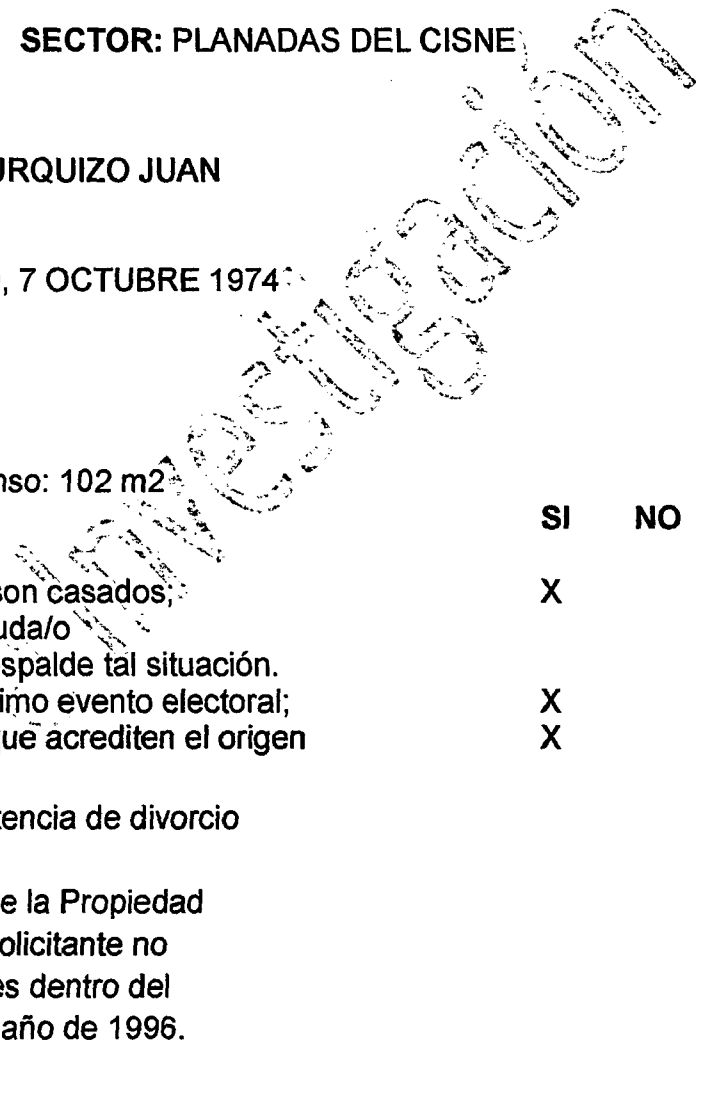 SECTOR: PLANADAS DEL CISNE
URQUIZO JUAN
, 7 OCTUBRE 1974
nso: 102 m2
SI NO
son casados; X
uda/o
spalde tal situación.
timo evento electoral; X
que acrediten el origen X
tencia de divorcio
e la Propiedad
olicitante no
es dentro del
año de 1996.
Investigación